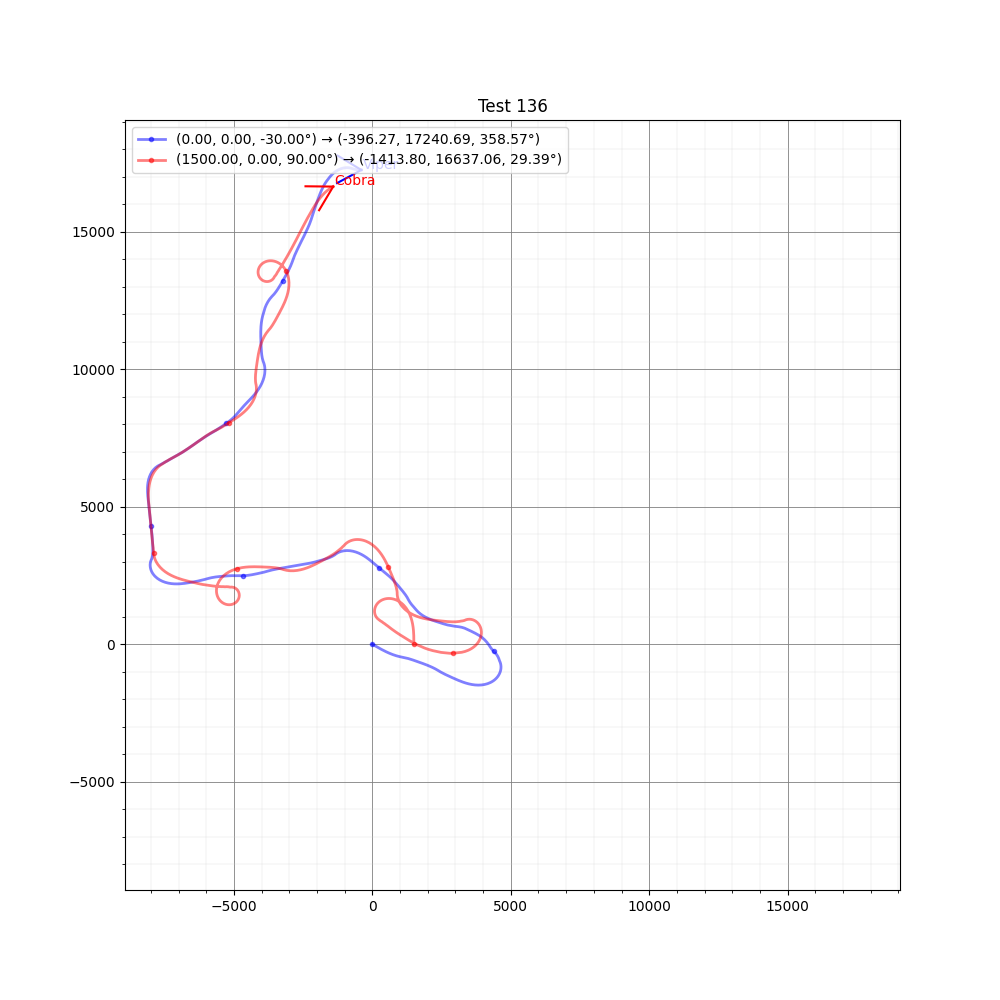 Test 136
(0.00, 0.00, -30.00°) → (-396.27, 17240.69, 358.57°)
(1500.00, 0.00, 90.00°) → (-1413.80, 16637.06, 29.39°)
Viper
Cobra
15000
10000
5000
0
−5000
−5000
0
5000
10000
15000